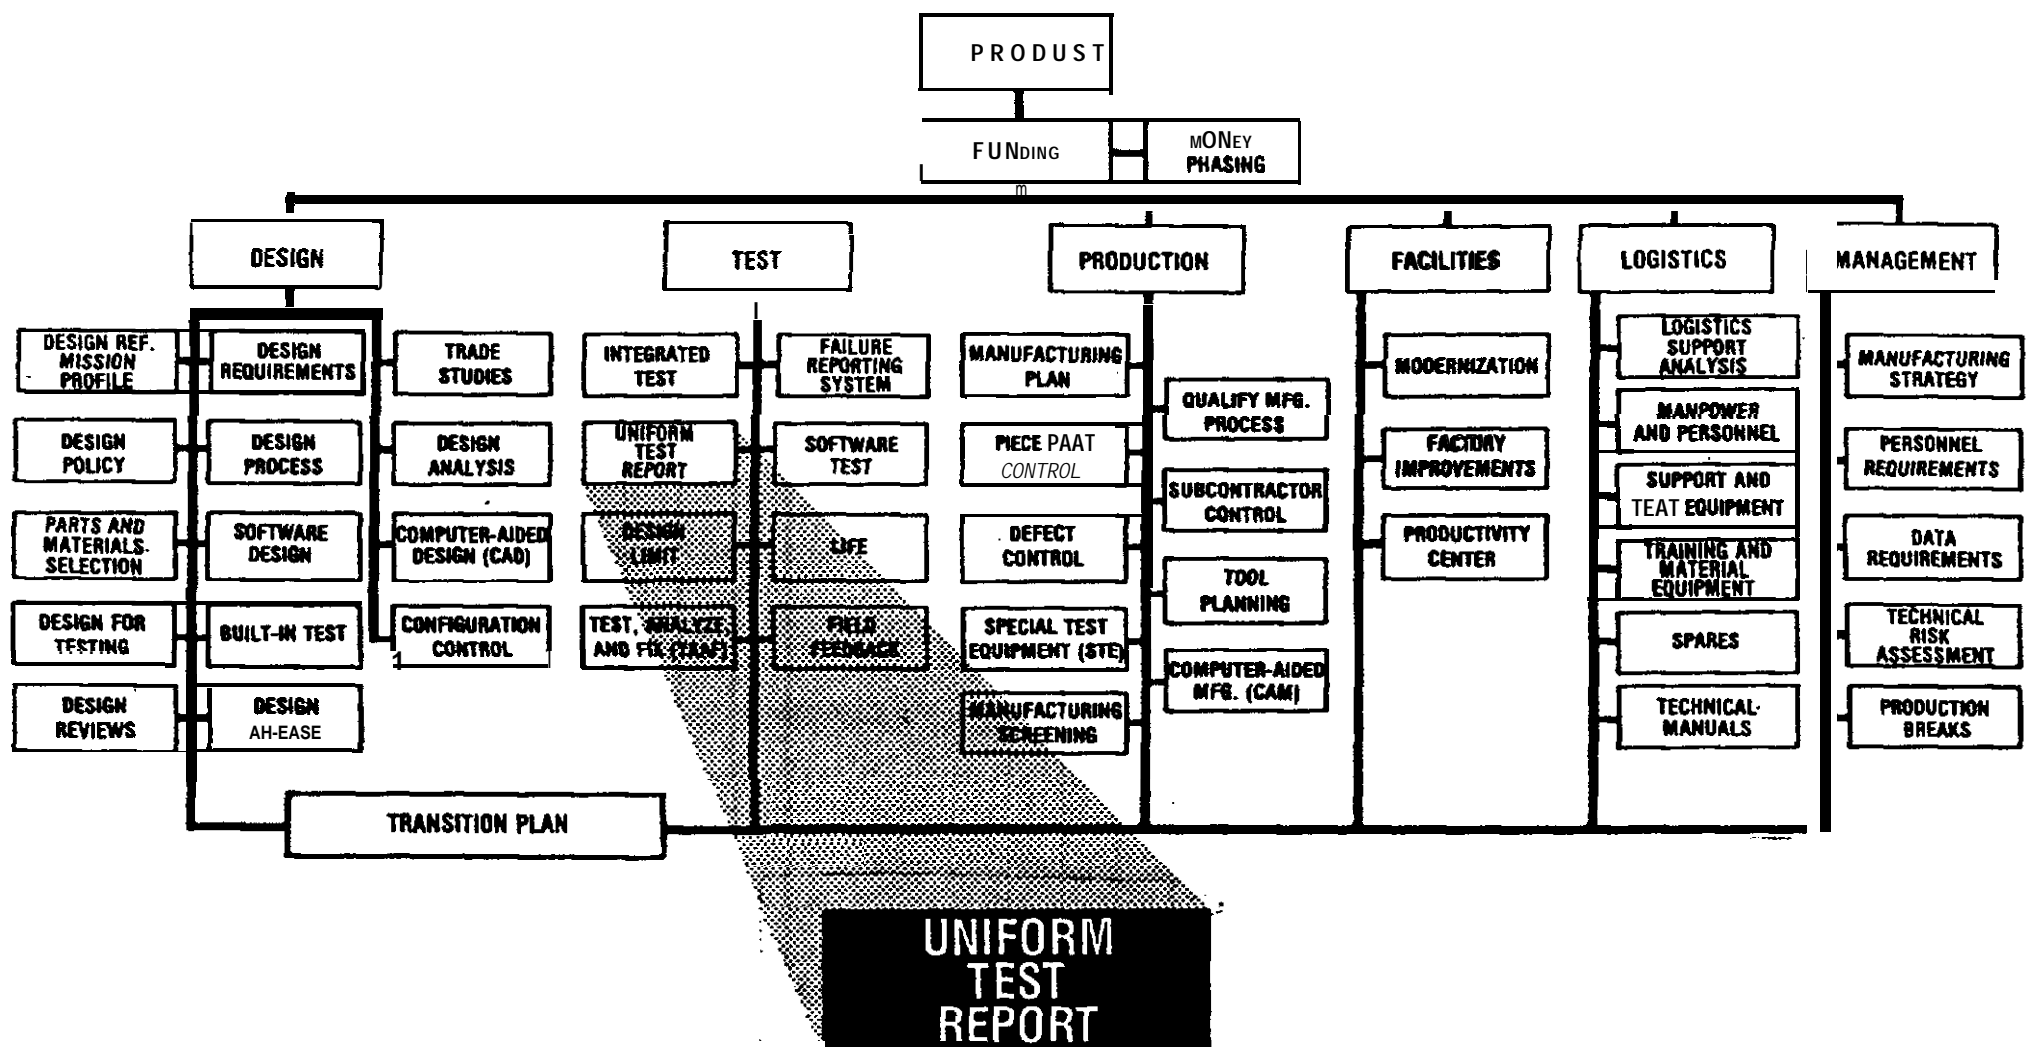 PRODUST
FUNDING
MONEY
PHASING
m
DESIGN
TEST
PRODUCTION
FACILITIES
LOGISTICS
MANAGEMENT
DESIGN REF.
MISSION
PROFILE
DESIGN
REQUIREMENTS
TRADE
STUDIES
DESIGN
POLICY
DESIGN
PROCESS
DESIGN
ANALYSIS
PARTS AND
MATERIALS
SELECTION
SOFTWARE
DESIGN
COMPUTER-AIDED
DESIGN (CAD)
DESIGN FOR
TESTING
BUILT-IN TEST
CONFIGURATION
CONTROL
DESIGN
REVIEWS
DESIGN
AH-EASE
INTEGRATED
TEST
FAILURE
REPORTING
SYSTEM
UNIFORM
TEST
REPORT
SOFTWARE
TEST
DESIGN
LIMIT
LIFE
TEST, ANALYZE,
AND FIX (TAAF)
FIELD
FEEDBACK
MANUFACTURING
PLAN
QUALIFY MFG.
PROCESS
PIECE PAAT
CONTROL
SUBCONTRACTOR
CONTROL
DEFECT
CONTROL
TOOL
PLANNING
SPECIAL TEST
EQUIPMENT (STE)
COMPUTER-AIDED
MFG. (CAM)
MANUFACTURING
SCREENING
MODERNIZATION
FACTORY
IMPROVEMENTS
PRODUCTIVITY
CENTER
LOGISTICS
SUPPORT
ANALYSIS
MANPOWER
AND PERSONNEL
SUPPORT AND
TEAT EQUIPMENT
TRAINING AND
MATERIAL
EQUIPMENT
SPARES
TECHNICAL
MANUALS
MANUFACTURING
STRATEGY
PERSONNEL
REQUIREMENTS
DATA
REQUIREMENTS
TECHNICAL
RISK
ASSESSMENT
PRODUCTION
BREAKS
TRANSITION PLAN
UNIFORM
TEST
REPORT